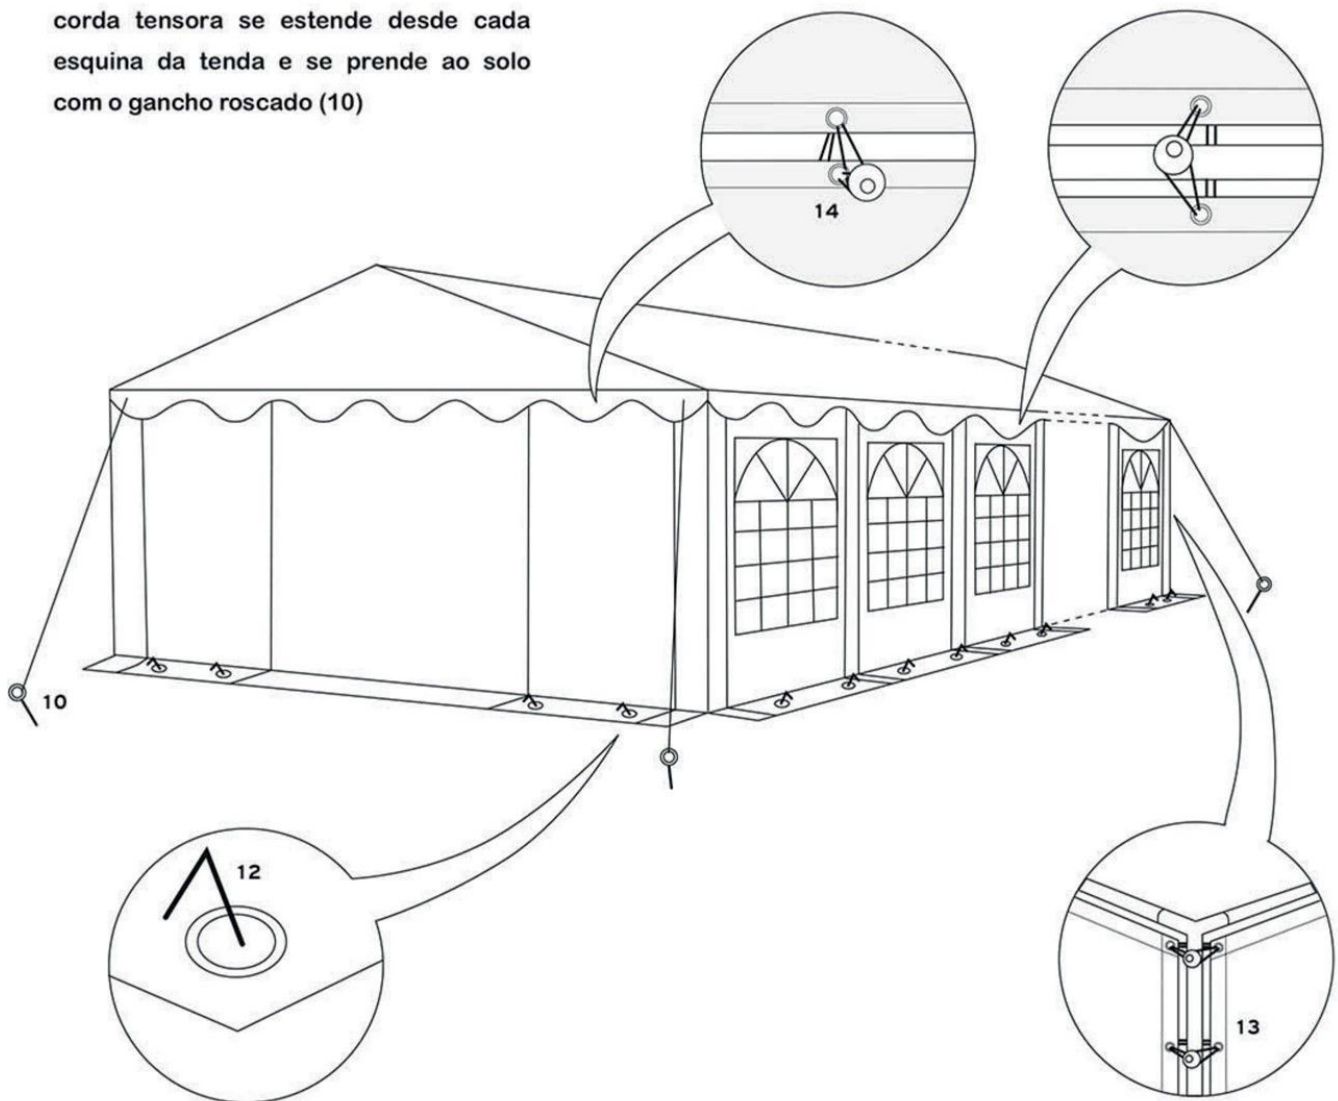 corda tensora se estende desde cada
esquina da tenda e se prende ao solo
com o gancho roscado (10)
14
10
12
13